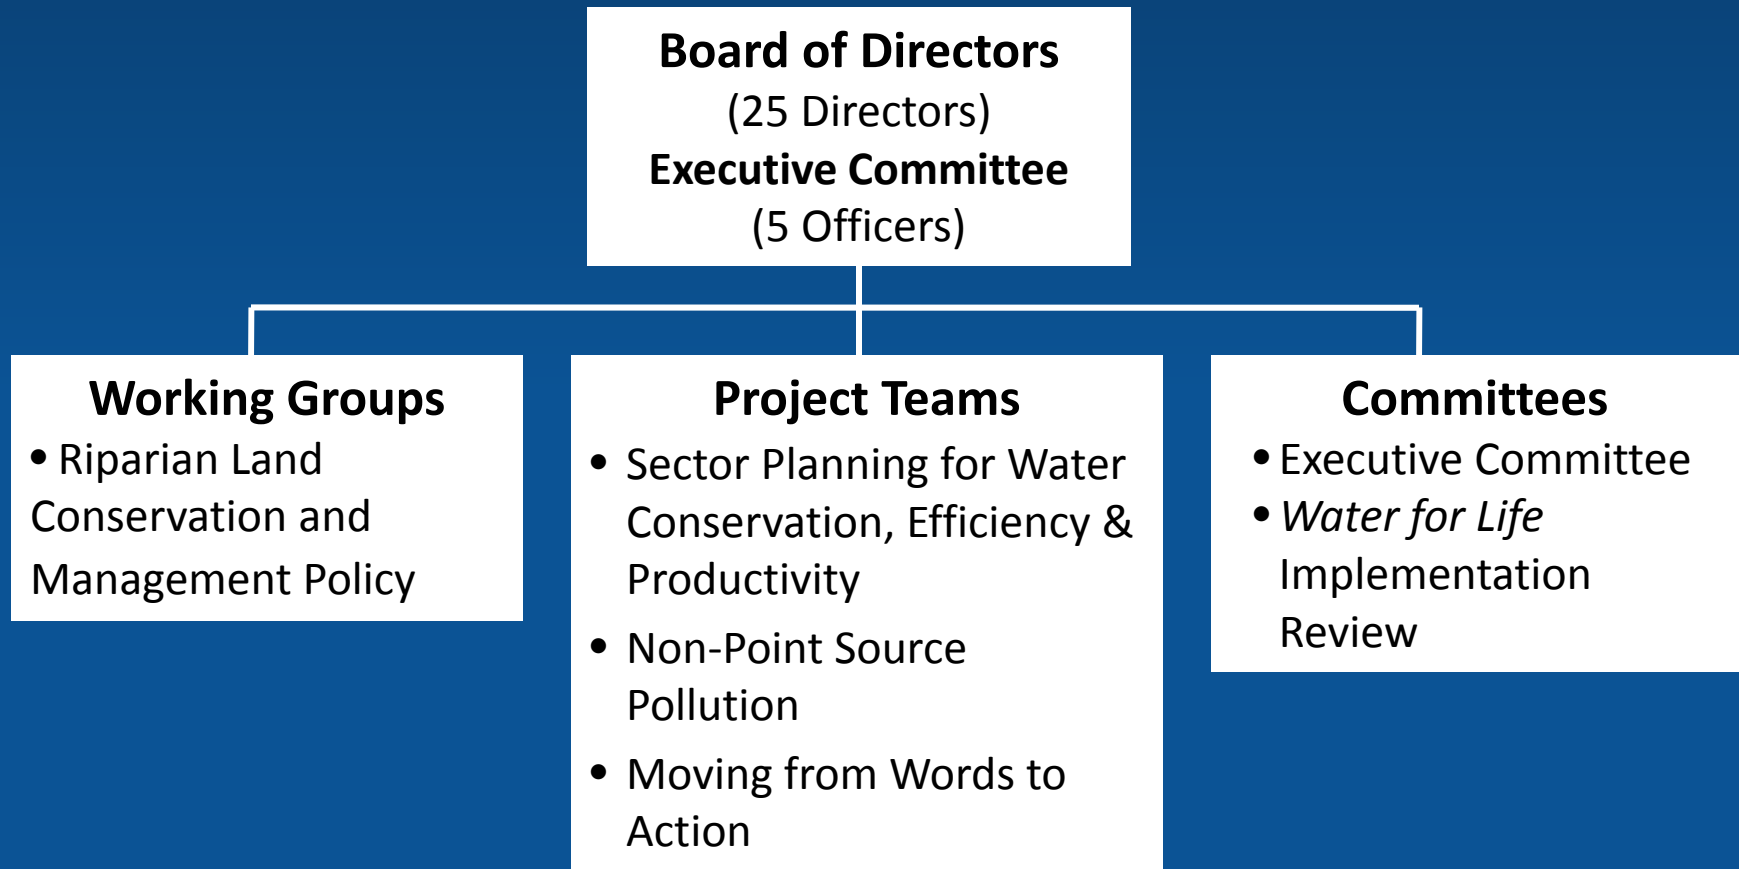 Board of Directors
(25 Directors)
Executive Committee
(5 Officers)
Working Groups
• Riparian Land
Conservation and
Management Policy
Project Teams
• Sector Planning for Water
Conservation, Efficiency &
Productivity
• Non-Point Source
Pollution
• Moving from Words to
Action
Committees
• Executive Committee
• Water for Life
Implementation
Review